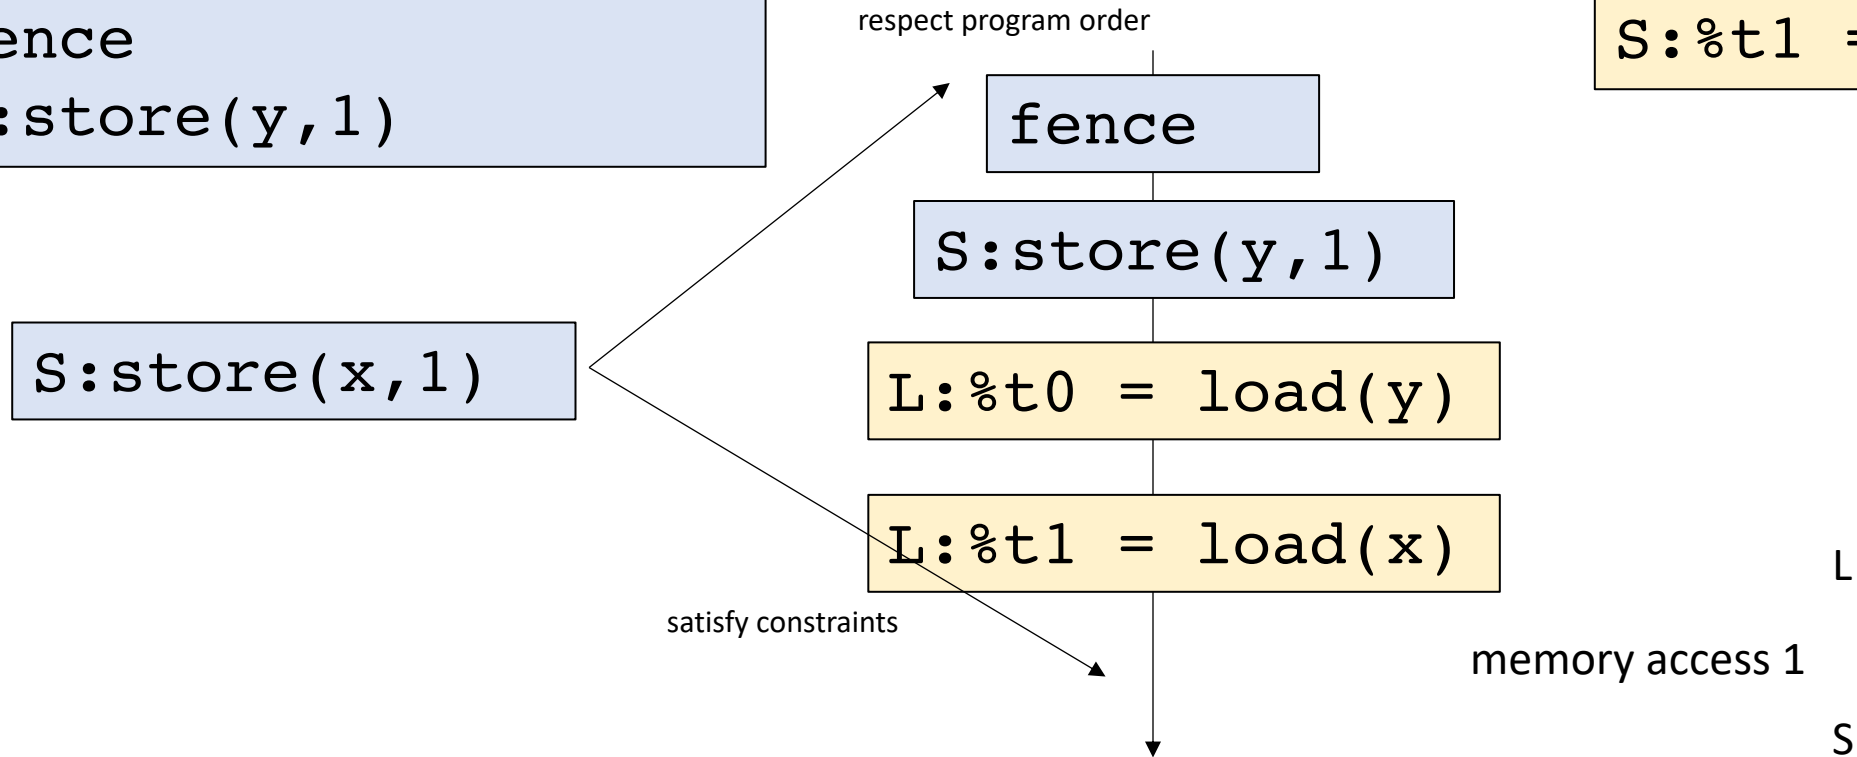 ence
:store(y,1)
respect program order
S:%t1 =
fence
S:store(y,1)
S:store(x,1)
L:%t0 = load(y)
L:%t1 = load(x)
satisfy constraints
L
memory access 1
S